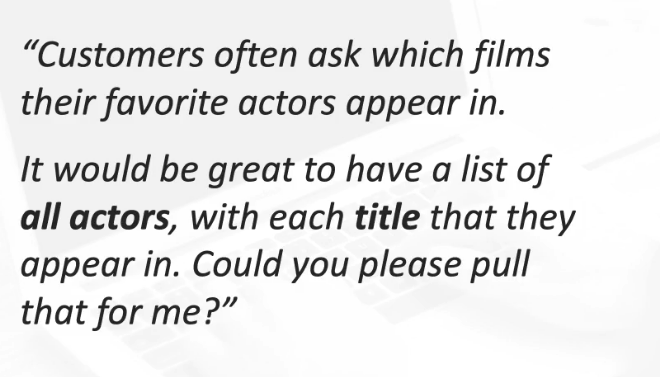 “Customers often ask which films
their favorite actors appear in.
It would be great to have a list of
all actors, with each title that they
appear in. Could you please pull
that for me?”